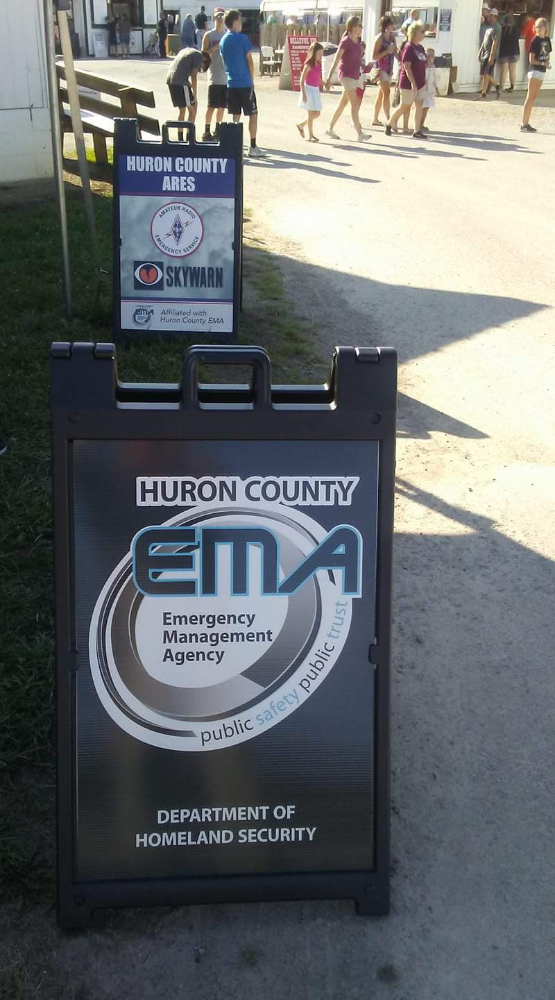 BELLEVUE
SANDWICH
HURON COUNTY
ARES
AMATEUR RADIO
EMERGENCY SERVICE
SKYWARN
EMA
Affiliated with
Huron County EMA
HURON COUNTY
EMA
Emergency
Management
Agency
public safety public trust
DEPARTMENT OF
HOMELAND SECURITY